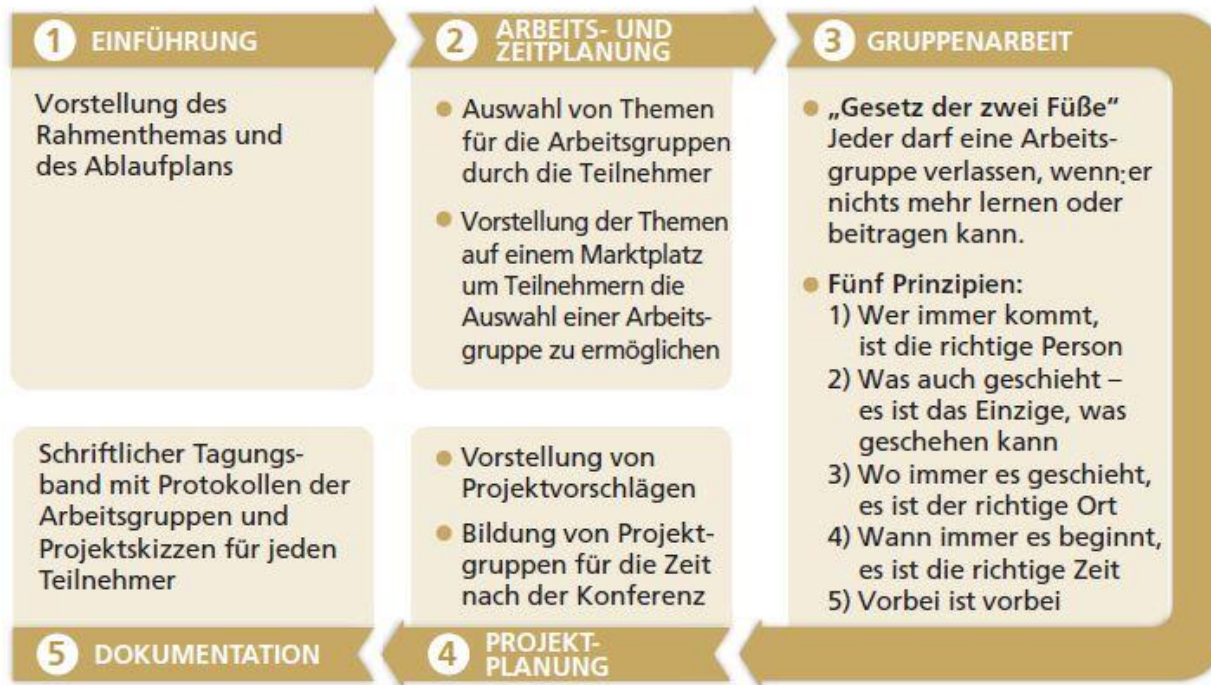 1 EINFÜHRUNG
Vorstellung des
Rahmenthemas und
des Ablaufplans
2 ARBEITS- UND
ZEITPLANUNG
• Auswahl von Themen
für die Arbeitsgruppen
durch die Teilnehmer
• Vorstellung der Themen
auf einem Marktplatz
um Teilnehmern die
Auswahl einer Arbeits-
gruppe zu ermöglichen
3 GRUPPENARBEIT
• „Gesetz der zwei Füße“
Jeder darf eine Arbeits-
gruppe verlassen, wenn:er
nichts mehr lernen oder
beitragen kann.
• Fünf Prinzipien:
1) Wer immer kommt,
ist die richtige Person
2) Was auch geschieht –
es ist das Einzige, was
geschehen kann
3) Wo immer es geschieht,
es ist der richtige Ort
4) Wann immer es beginnt,
es ist die richtige Zeit
5) Vorbei ist vorbei
• Vorstellung von
Projektvorschlägen
• Bildung von Projekt-
gruppen für die Zeit
nach der Konferenz
4 PROJEKT-
PLANUNG
Schriftlicher Tagungs-
band mit Protokollen der
Arbeitsgruppen und
Projektskizzen für jeden
Teilnehmer
5 DOKUMENTATION